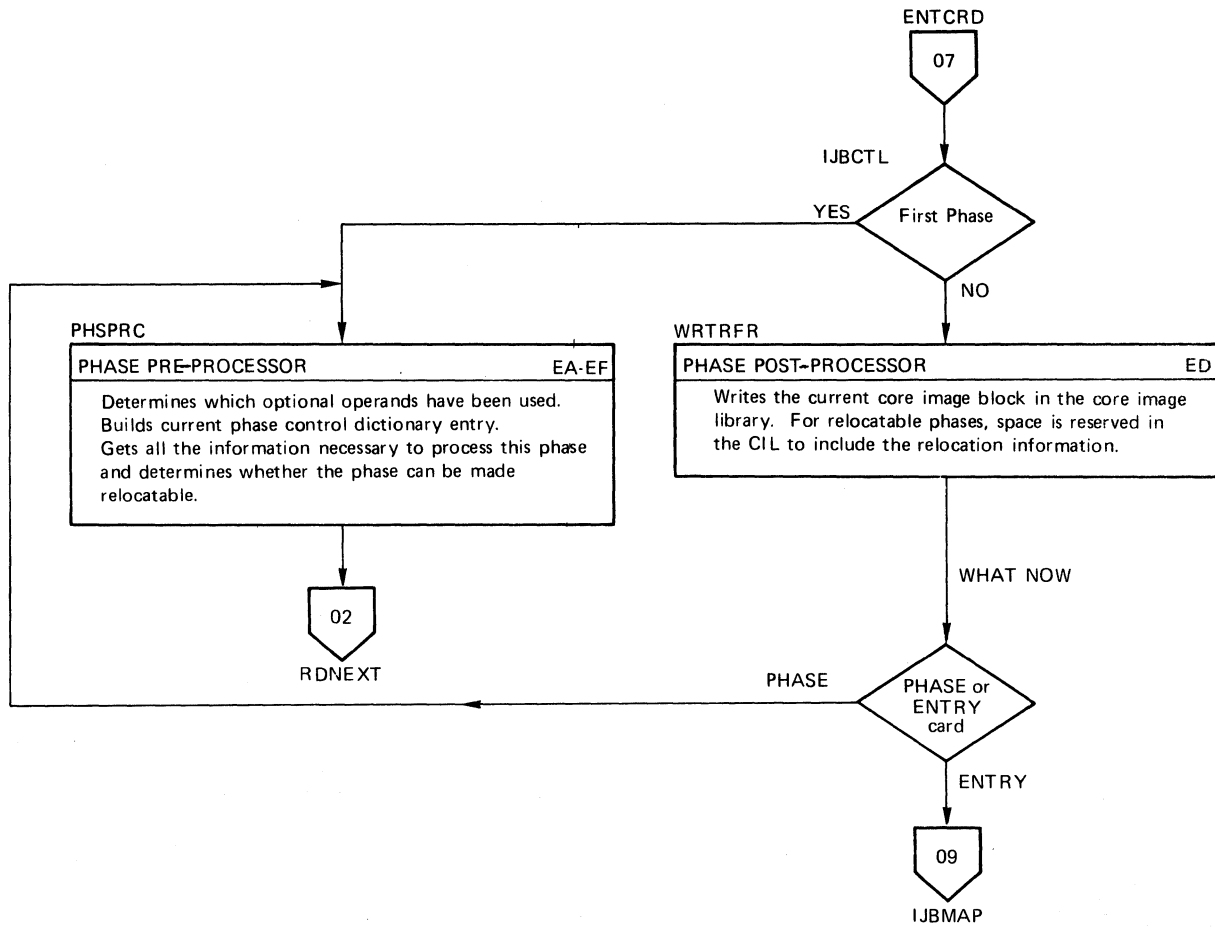 ENTCRD
07
IJBCTL
First Phase
YES
NO
PHSPRC
PHASE PRE-PROCESSOR EA-EF
Determines which optional operands have been used.
Builds current phase control dictionary entry.
Gets all the information necessary to process this phase
and determines whether the phase can be made
relocatable.
WRTRFR
PHASE POST-PROCESSOR ED
Writes the current core image block in the core image
library. For relocatable phases, space is reserved in
the CIL to include the relocation information.
02
RDNEXT
WHAT NOW
PHASE
PHASE or
ENTRY
card
ENTRY
09
IJBMAP